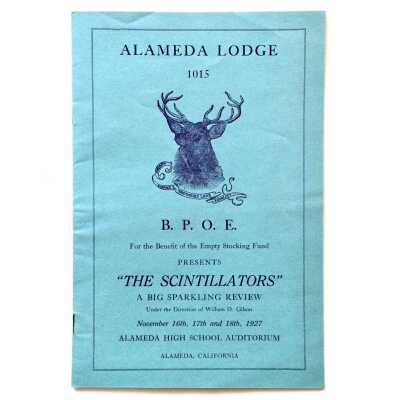 ALAMEDA LODGE
1015
B. P. O. E.
For the Benefit of the Empty Stocking Fund
PRESENTS
"THE SCINTILLATORS"
A BIG SPARKLING REVIEW
Under the Direction of William D. Gibson
November 16th, 17th and 18th, 1927
ALAMEDA HIGH SCHOOL AUDITORIUM
ALAMEDA, CALIFORNIA